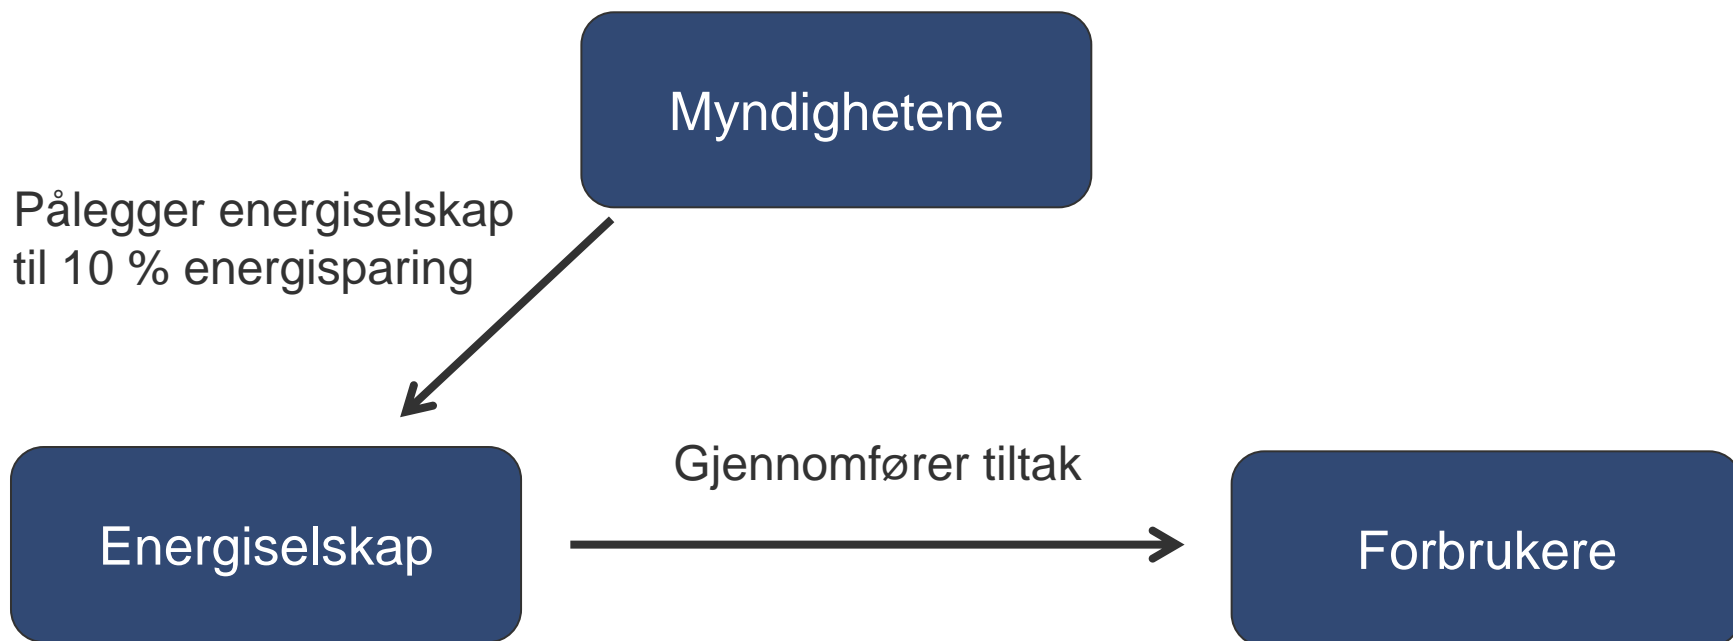 Myndighetene
Pålegger energiselskap
til 10 % energisparing
Gjennomfører tiltak
Energiselskap
Forbrukere